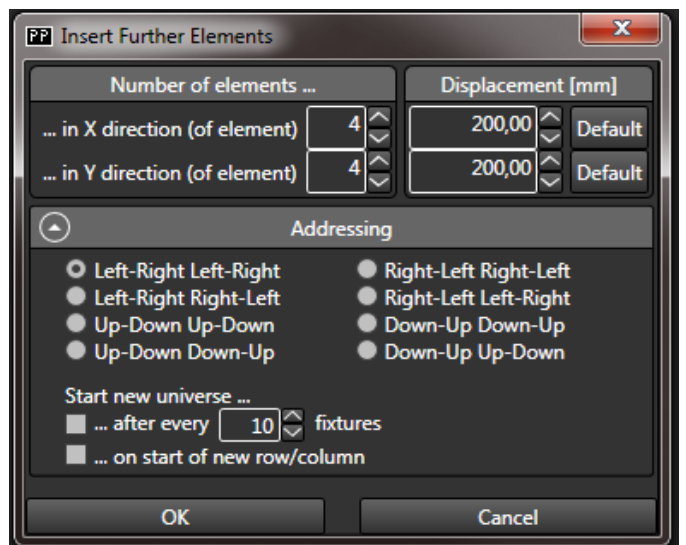 PP Insert Further Elements
Number of elements ... Displacement [mm]
... in X direction (of element) 4 200,00 Default
... in Y direction (of element) 4 200,00 Default
Addressing
Left-Right Left-Right Right-Left Right-Left
Left-Right Right-Left Right-Left Left-Right
Up-Down Up-Down Down-Up Down-Up
Up-Down Down-Up Down-Up Up-Down
Start new universe ...
... after every 10 fixtures
... on start of new row/column
OK Cancel